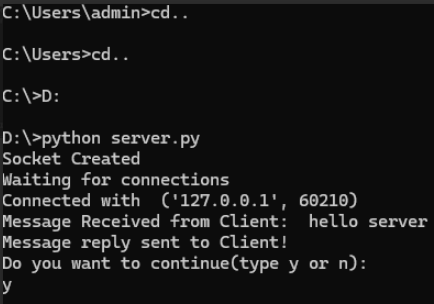 C:\Users\admin>cd..
C:\Users>cd..
C:\>D:
D:\>python server.py
Socket Created
Waiting for connections
Connected with  ('127.0.0.1', 60210)
Message Received from Client:  hello server
Message reply sent to Client!
Do you want to continue(type y or n):
y